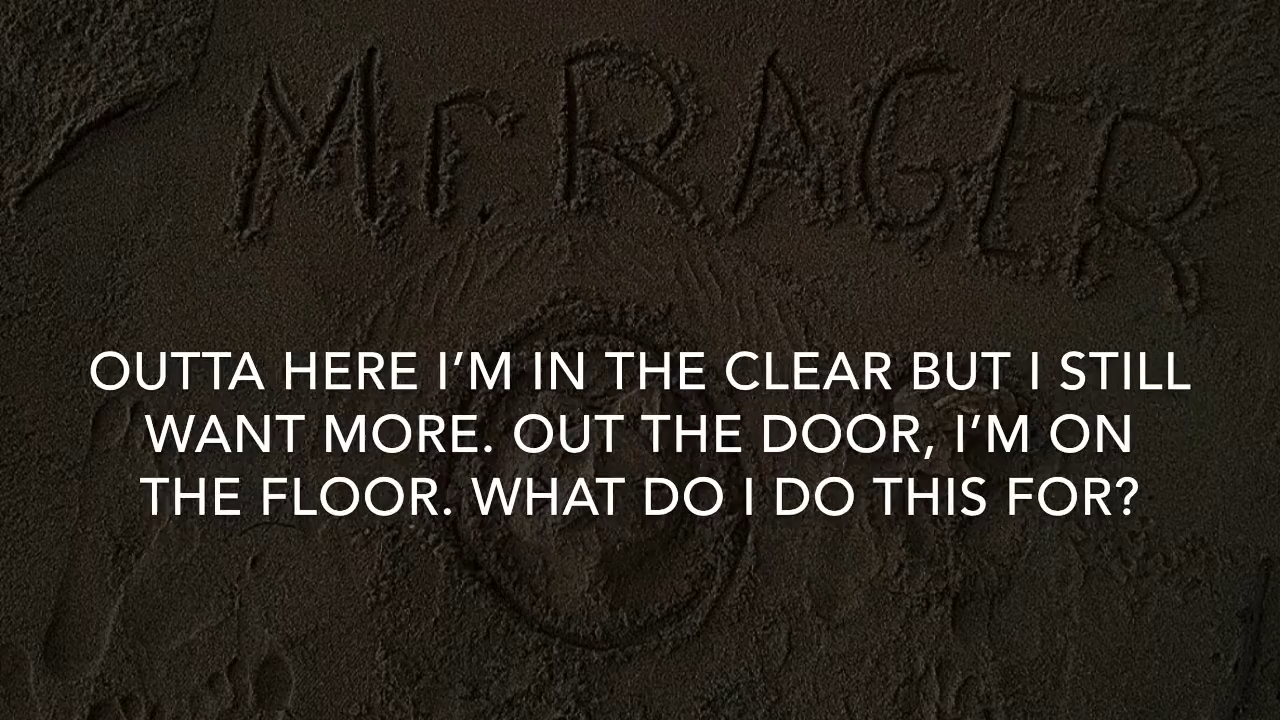 Mr. RAGER
OUTTA HERE I’M IN THE CLEAR BUT I STILL
WANT MORE. OUT THE DOOR, I’M ON
THE FLOOR. WHAT DO I DO THIS FOR?